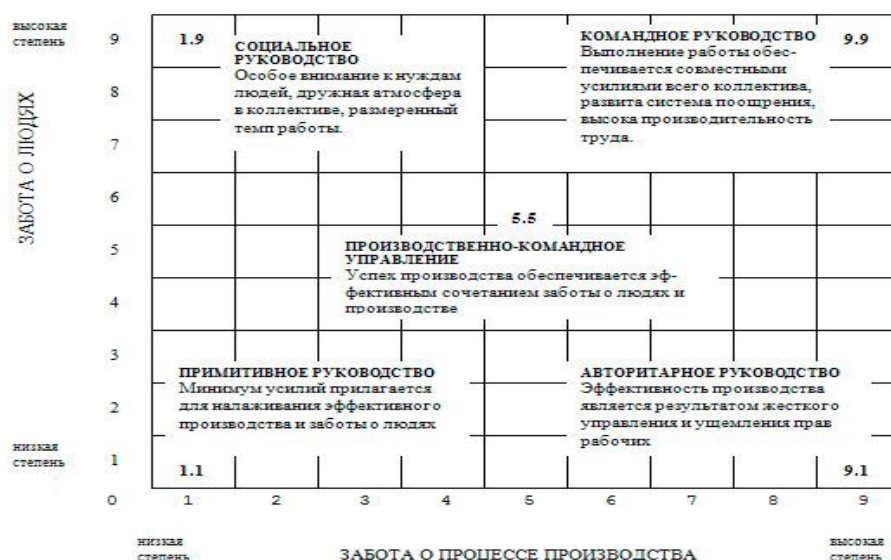 высокая
степень
ЗАБОТА О ЛЮДЯХ
9
8
7
6
5
4
3
2
1
0
низкая
степень
1.9
СОЦИАЛЬНОЕ
РУКОВОДСТВО
Особое внимание к нуждам
людей, дружная атмосфера
в коллективе, размеренный
темп работы.
КОМАНДНОЕ РУКОВОДСТВО
Выполнение работы обес-
печивается совместными
усилиями всего коллектива,
развита система поощрения,
высока производительность
труда.
9.9
5.5
ПРОИЗВОДСТВЕННО-КОМАНДНОЕ
УПРАВЛЕНИЕ
Успех производства обеспечивается эф-
фективным сочетанием заботы о людях и
производстве
ПРИМИТИВНОЕ РУКОВОДСТВО
Минимум усилий прилагается
для налаживания эффективного
производства и заботы о людях
1.1
АВТОРИТАРНОЕ РУКОВОДСТВО
Эффективность производства
является результатом жесткого
управления и ущемления прав
рабочих
9.1
1 2 3 4 5 6 7 8 9
низкая
степень
ЗАБОТА О ПРОЦЕССЕ ПРОИЗВОДСТВА
высокая
степень